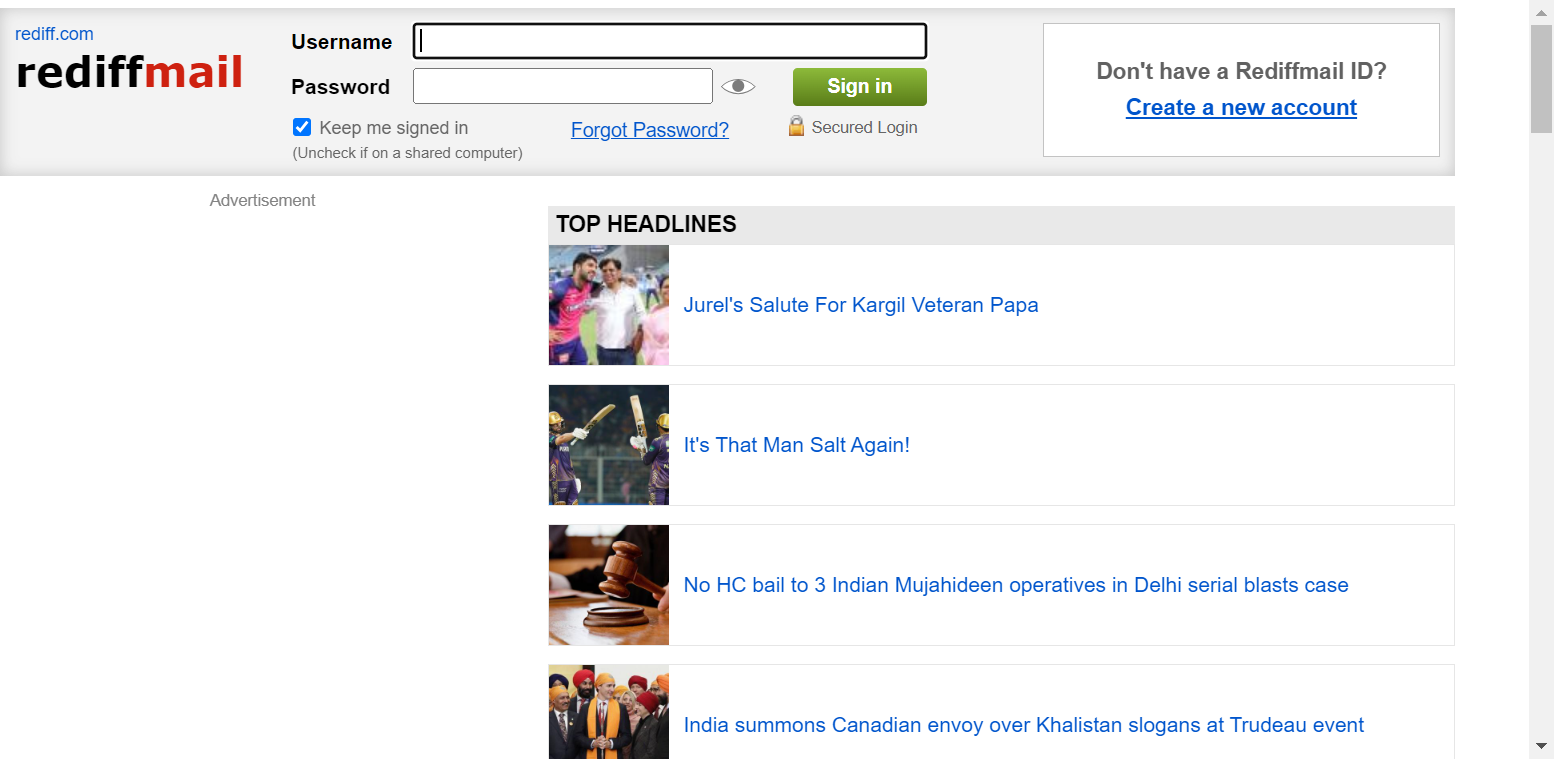 rediff.com
rediffmail
Username
Password
Sign in
Keep me signed in
(Uncheck if on a shared computer)
Forgot Password?
Secured Login
Don't have a Rediffmail ID?
Create a new account
Advertisement
TOP HEADLINES
Jurel's Salute For Kargil Veteran Papa
It's That Man Salt Again!
No HC bail to 3 Indian Mujahideen operatives in Delhi serial blasts case
India summons Canadian envoy over Khalistan slogans at Trudeau event